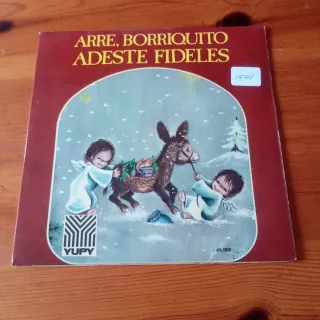 ARRE, BORRIQUITO
ADESTE FIDELES
YUPY